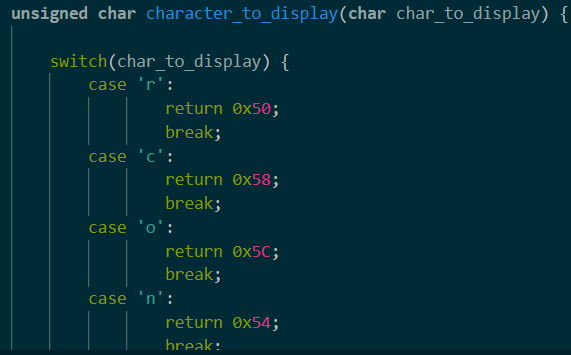 unsigned char character_to_display(char char_to_display) {
switch(char_to_display) {
case 'r':
return 0x50;
break;
case 'c':
return 0x58;
break;
case 'o':
return 0x5C;
break;
case 'n':
return 0x54;
break;